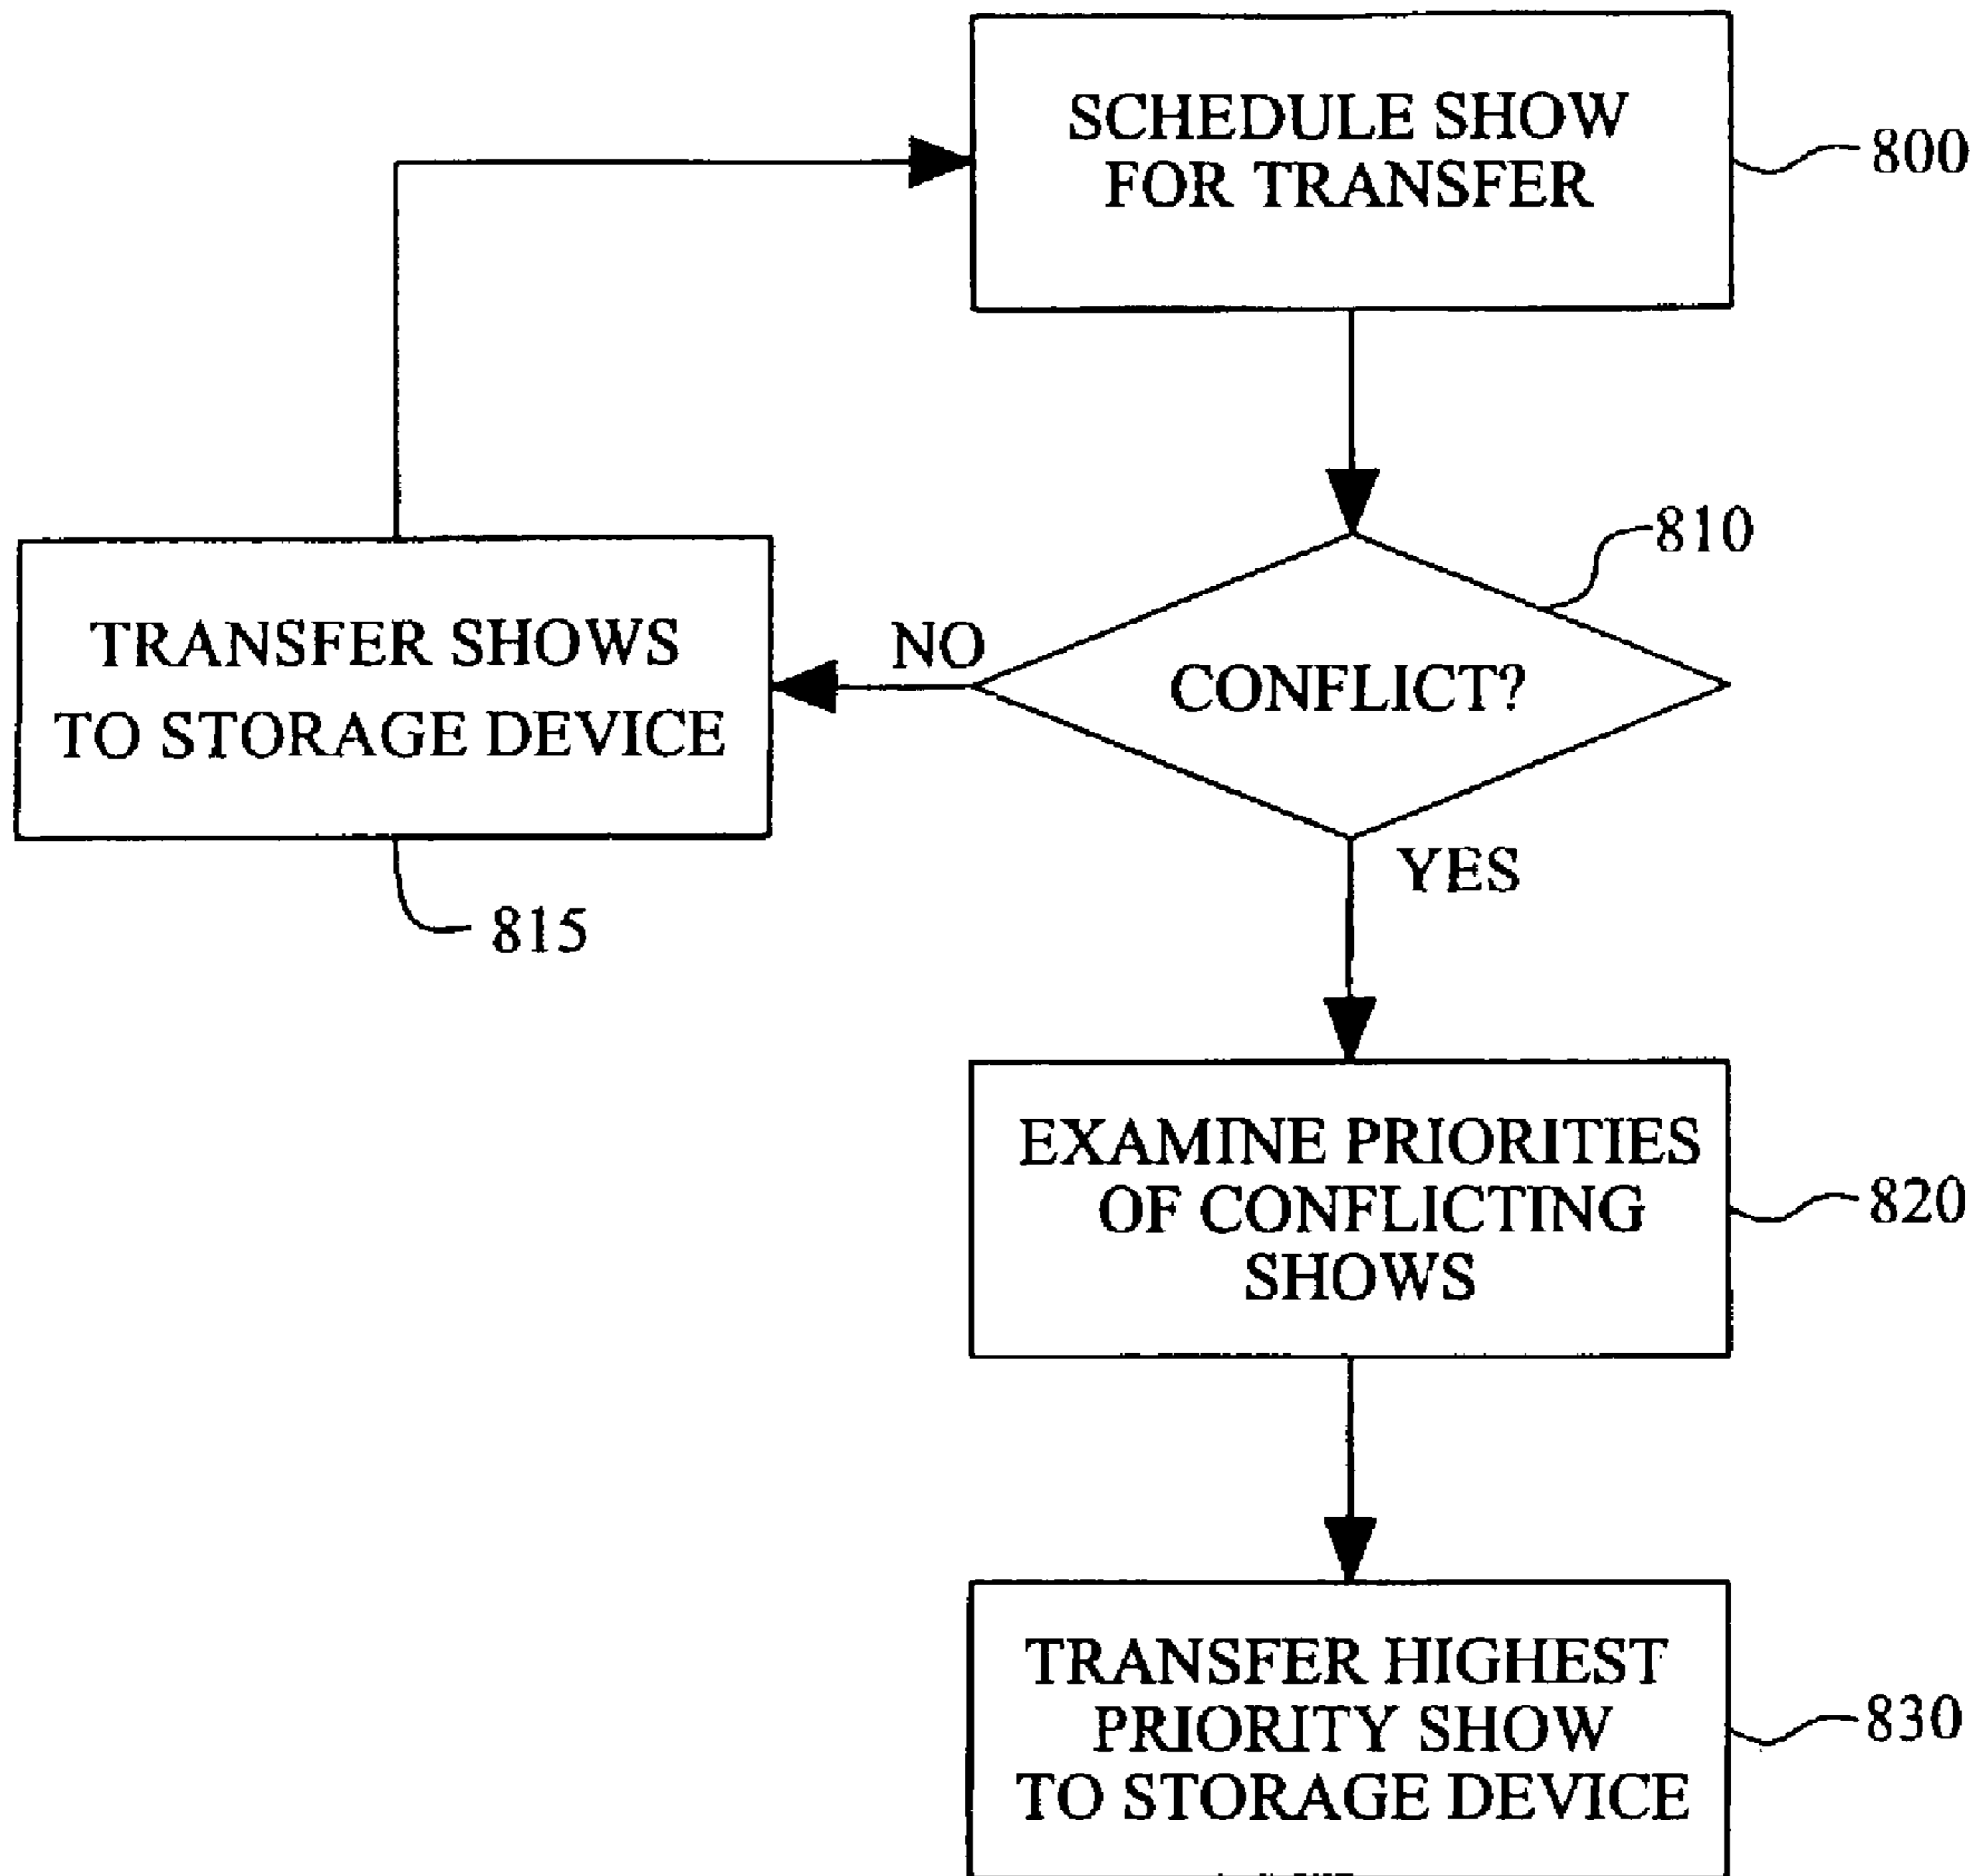 SCHEDULE SHOW
FOR TRANSFER
800
810
CONFLICT?
NO
TRANSFER SHOWS
TO STORAGE DEVICE
815
YES
EXAMINE PRIORITIES
OF CONFLICTING
SHOWS
820
TRANSFER HIGHEST
PRIORITY SHOW
TO STORAGE DEVICE
830